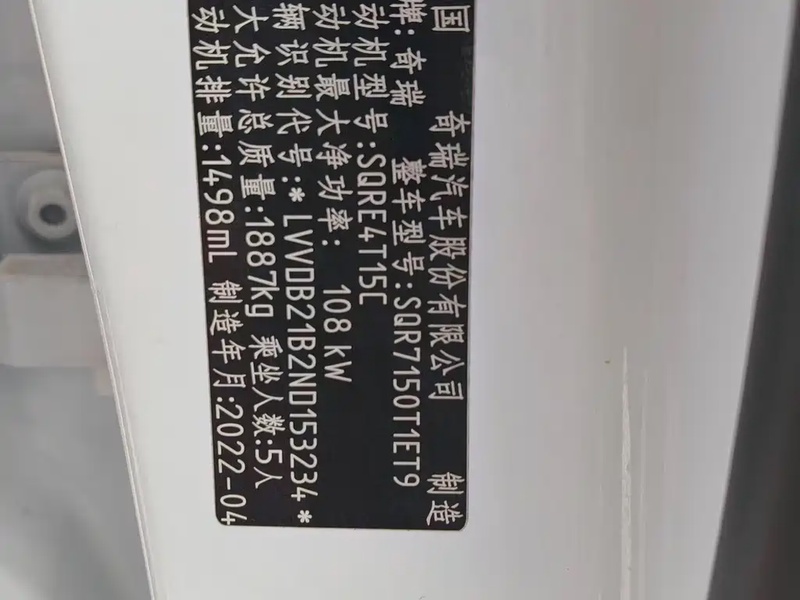 国 奇瑞汽车股份有限公司 制造
牌: 奇瑞 整车型号:SQR7150T1ET9
动机型号:SQRE4T15C
动机最大净功率: 108 kW
辆识别代号:*LVVDB21B2ND153234*
大允许总质量:1887kg 乘坐人数:5人
动机排量:1498mL 制造年月:2022-04